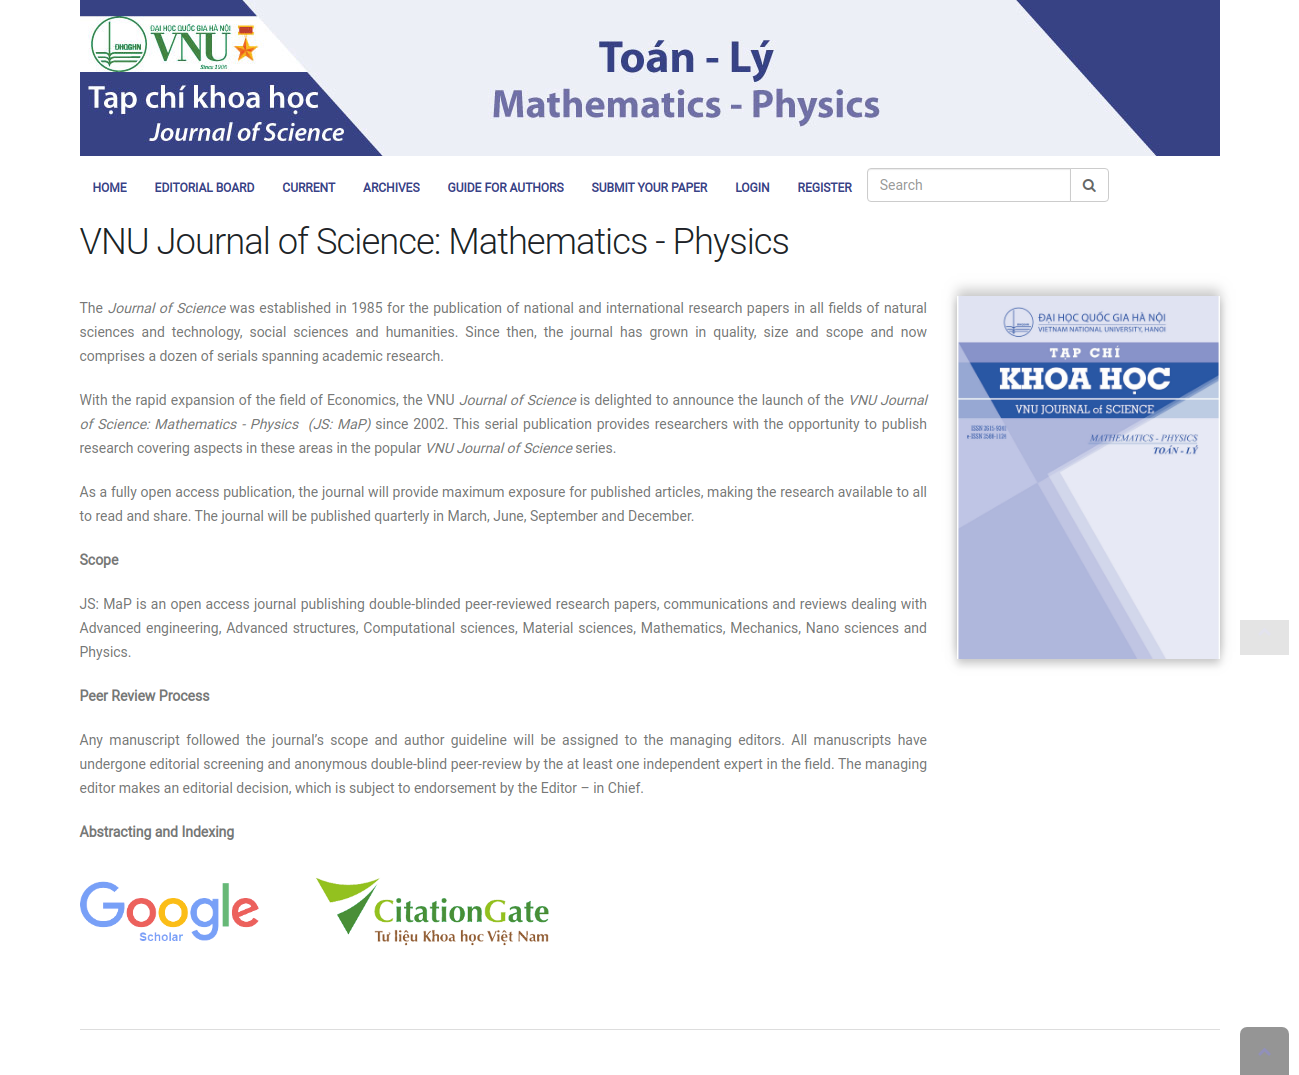 ĐẠI HỌC QUỐC GIA HÀ NỘI
ĐHQGHN
VNU
Since 1906
Tạp chí khoa học
Journal of Science
Toán - Lý
Mathematics - Physics
HOME EDITORIAL BOARD CURRENT ARCHIVES GUIDE FOR AUTHORS SUBMIT YOUR PAPER LOGIN REGISTER Search
VNU Journal of Science: Mathematics - Physics
The Journal of Science was established in 1985 for the publication of national and international research papers in all fields of natural
sciences and technology, social sciences and humanities. Since then, the journal has grown in quality, size and scope and now
comprises a dozen of serials spanning academic research.
With the rapid expansion of the field of Economics, the VNU Journal of Science is delighted to announce the launch of the VNU Journal
of Science: Mathematics - Physics (JS: MaP) since 2002. This serial publication provides researchers with the opportunity to publish
research covering aspects in these areas in the popular VNU Journal of Science series.
As a fully open access publication, the journal will provide maximum exposure for published articles, making the research available to all
to read and share. The journal will be published quarterly in March, June, September and December.
Scope
JS: MaP is an open access journal publishing double-blinded peer-reviewed research papers, communications and reviews dealing with
Advanced engineering, Advanced structures, Computational sciences, Material sciences, Mathematics, Mechanics, Nano sciences and
Physics.
Peer Review Process
Any manuscript followed the journal’s scope and author guideline will be assigned to the managing editors. All manuscripts have
undergone editorial screening and anonymous double-blind peer-review by the at least one independent expert in the field. The managing
editor makes an editorial decision, which is subject to endorsement by the Editor – in Chief.
Abstracting and Indexing
Google
Scholar
CitationGate
Tư liệu Khoa học Việt Nam
ĐẠI HỌC QUỐC GIA HÀ NỘI
VIETNAM NATIONAL UNIVERSITY, HANOI
TẠP CHÍ
KHOA HỌC
VNU JOURNAL of SCIENCE
ISSN
e-ISSN
MATHEMATICS - PHYSICS
TOÁN - LÝ